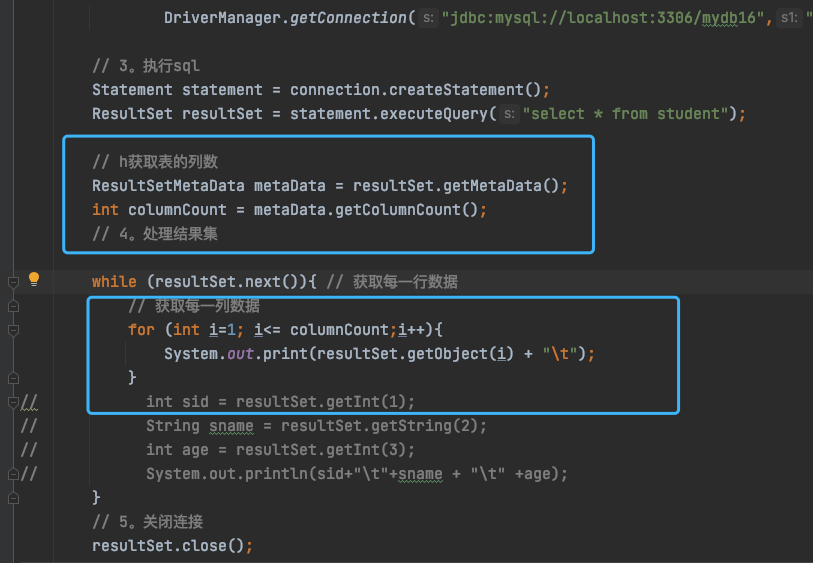 DriverManager.getConnection( s: "jdbc:mysql://localhost:3306/mydb16", s1: "
// 3。执行sql
Statement statement = connection.createStatement();
ResultSet resultSet = statement.executeQuery( s: "select * from student");
// h获取表的列数
ResultSetMetaData metaData = resultSet.getMetaData();
int columnCount = metaData.getColumnCount();
// 4。处理结果集
while (resultSet.next()){ // 获取每一行数据
// 获取每一列数据
for (int i=1; i<= columnCount;i++){
System.out.print(resultSet.getObject(i) + "\t");
}
// int sid = resultSet.getInt(1);
// String sname = resultSet.getString(2);
// int age = resultSet.getInt(3);
// System.out.println(sid+"\t"+sname + "\t" +age);
}
// 5。关闭连接
resultSet.close();